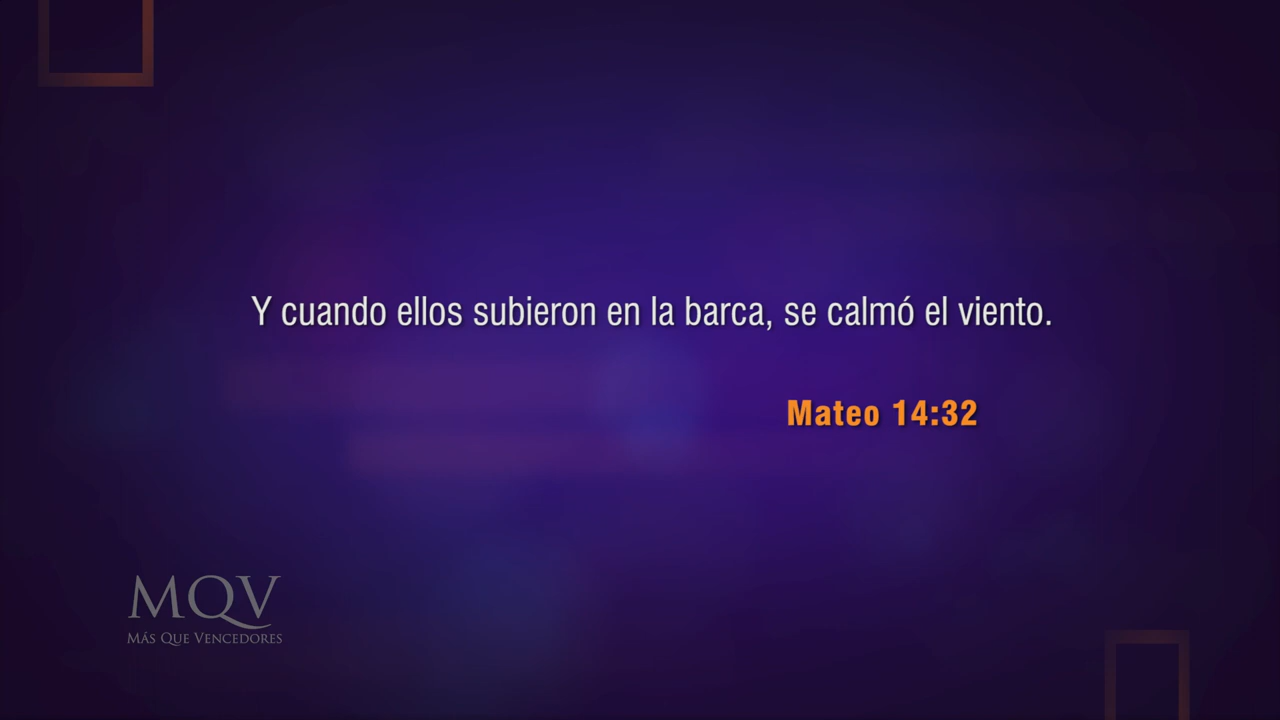 Y cuando ellos subieron en la barca, se calmó el viento.
Mateo 14:32
MQV
MÁS QUE VENCEDORES